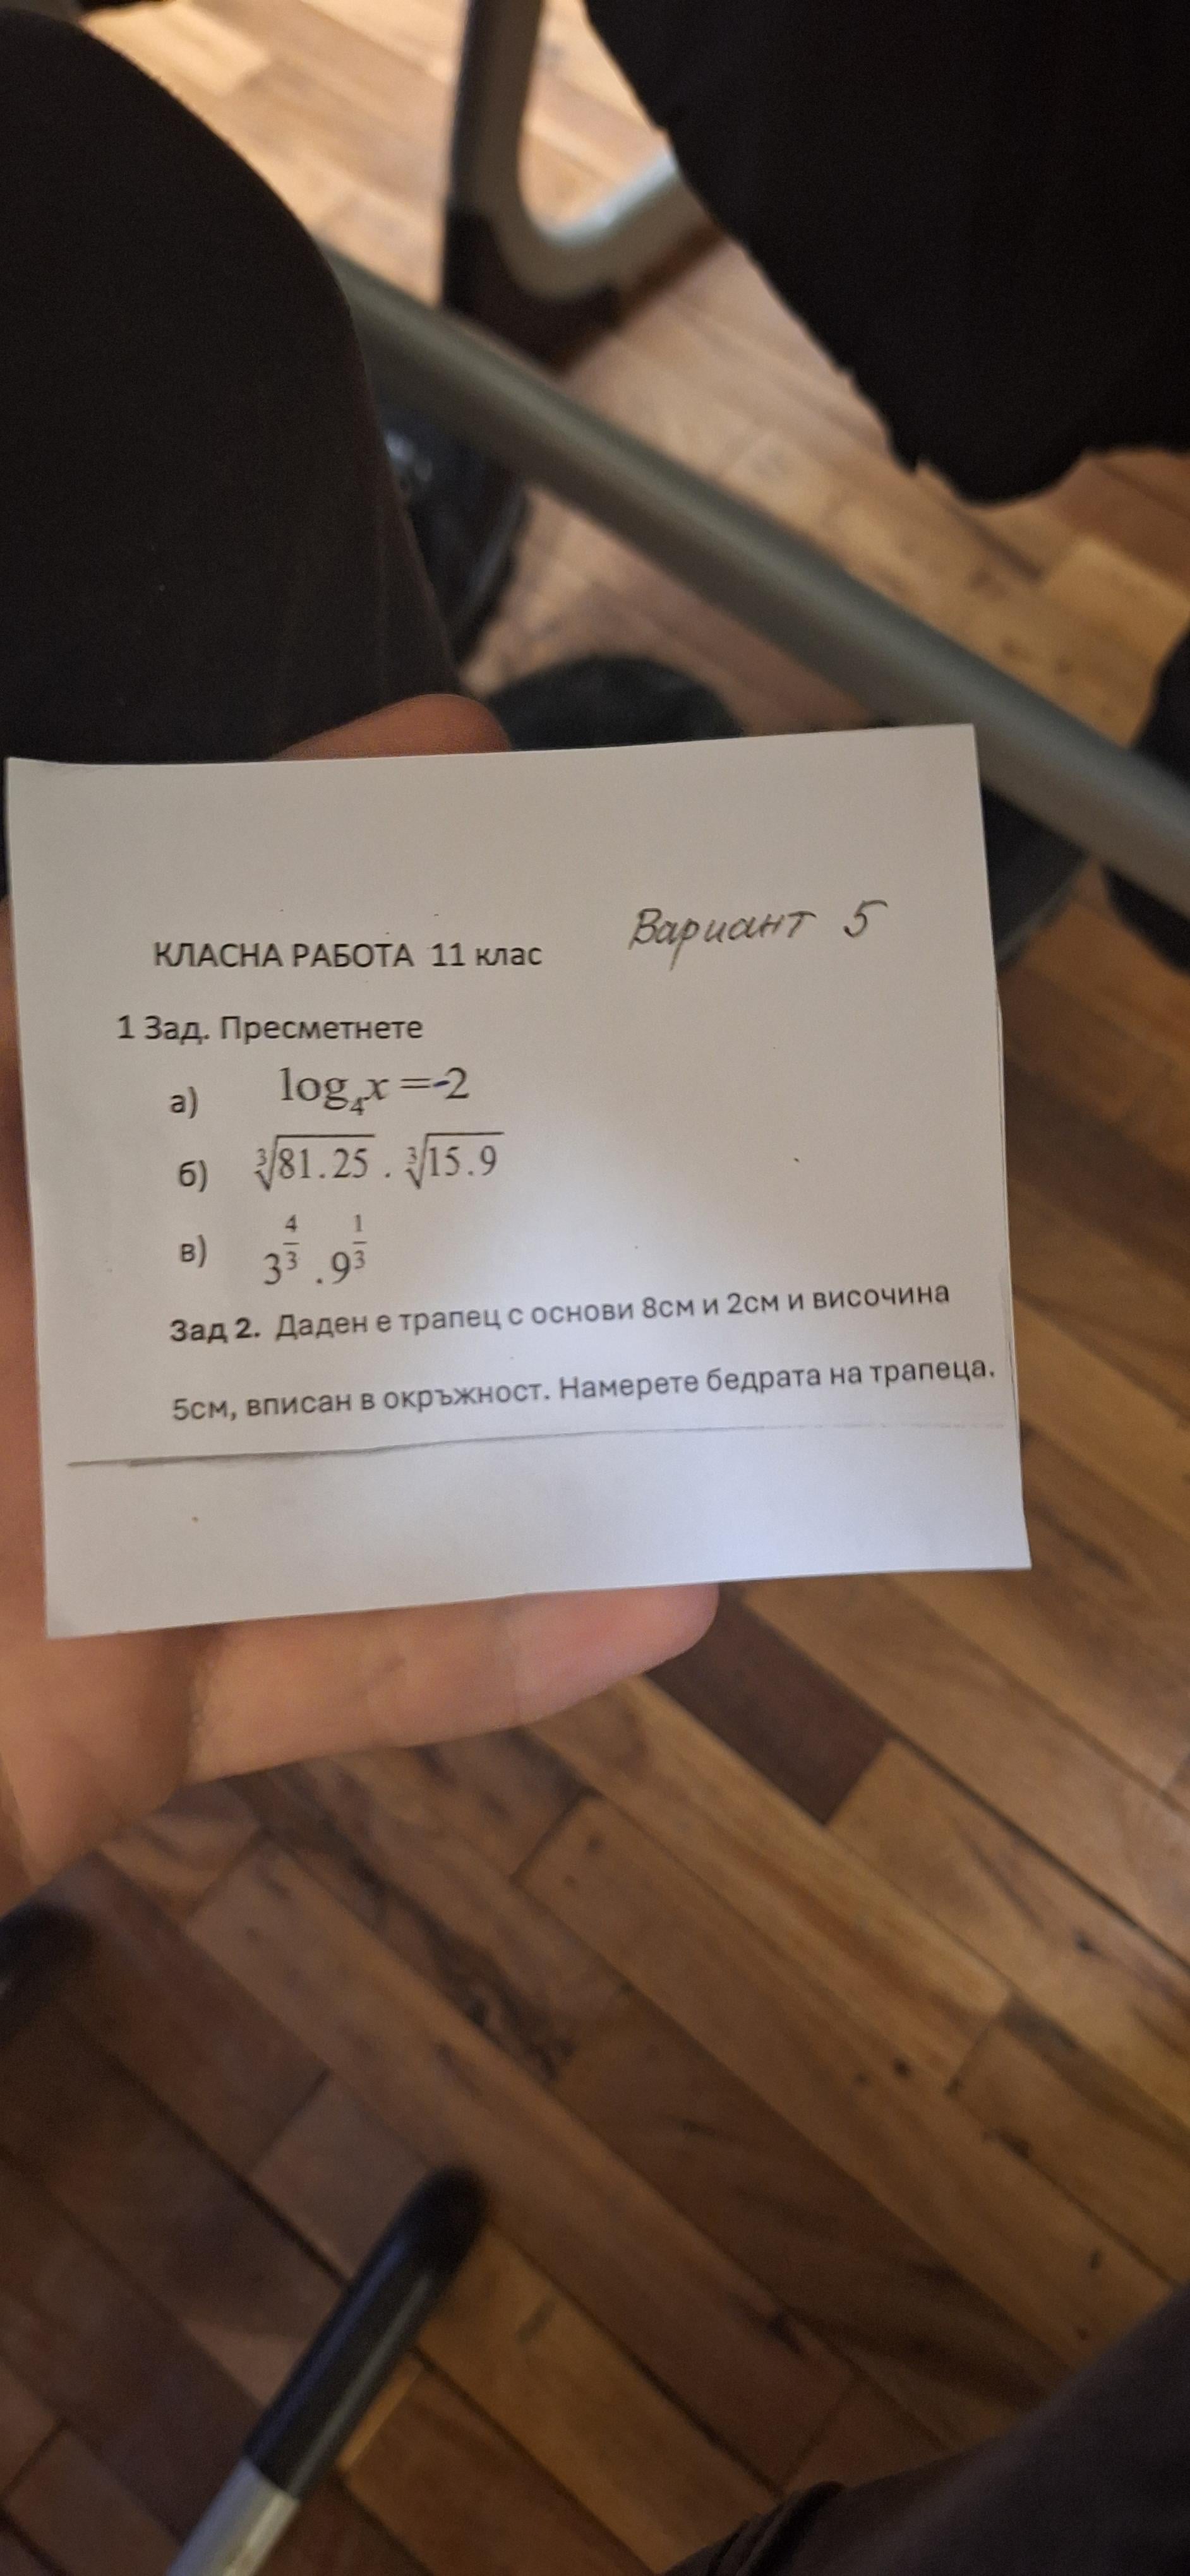 Вариант 5
КЛАСНА РАБОТА 11 клас
1 Зад. Пресметнете
а) log₄x =-2
б) ∛81.25 . ∛15.9
в) 3^(4/3) .9^(1/3)
Зад 2. Даден е трапец с основи 8см и 2см и височина
5см, вписан в окръжност. Намерете бедрата на трапеца.